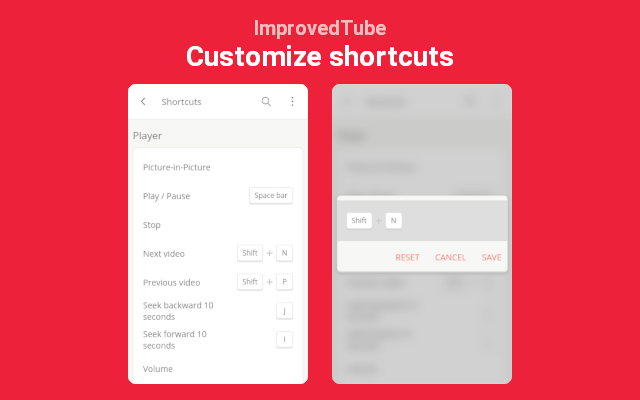 ImprovedTube
Customize shortcuts
Shortcuts
Player
Picture-in-Picture
Play / Pause Space bar
Stop
Next video Shift + N
Previous video Shift + P
Seek backward 10
seconds J
Seek forward 10
seconds l
Volume
Shift + N
RESET CANCEL SAVE